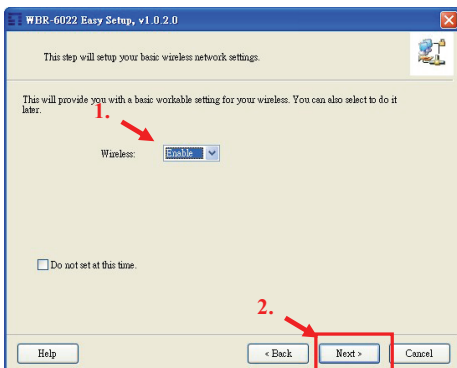 WBR-6022 Easy Setup, v1.0.2.0
This step will setup your basic wireless network settings.
This will provide you with a basic workable setting for your wireless. You can also select to do it
later.
1.
Wireless: Enable
Do not set at this time.
2.
Help < Back Next > Cancel